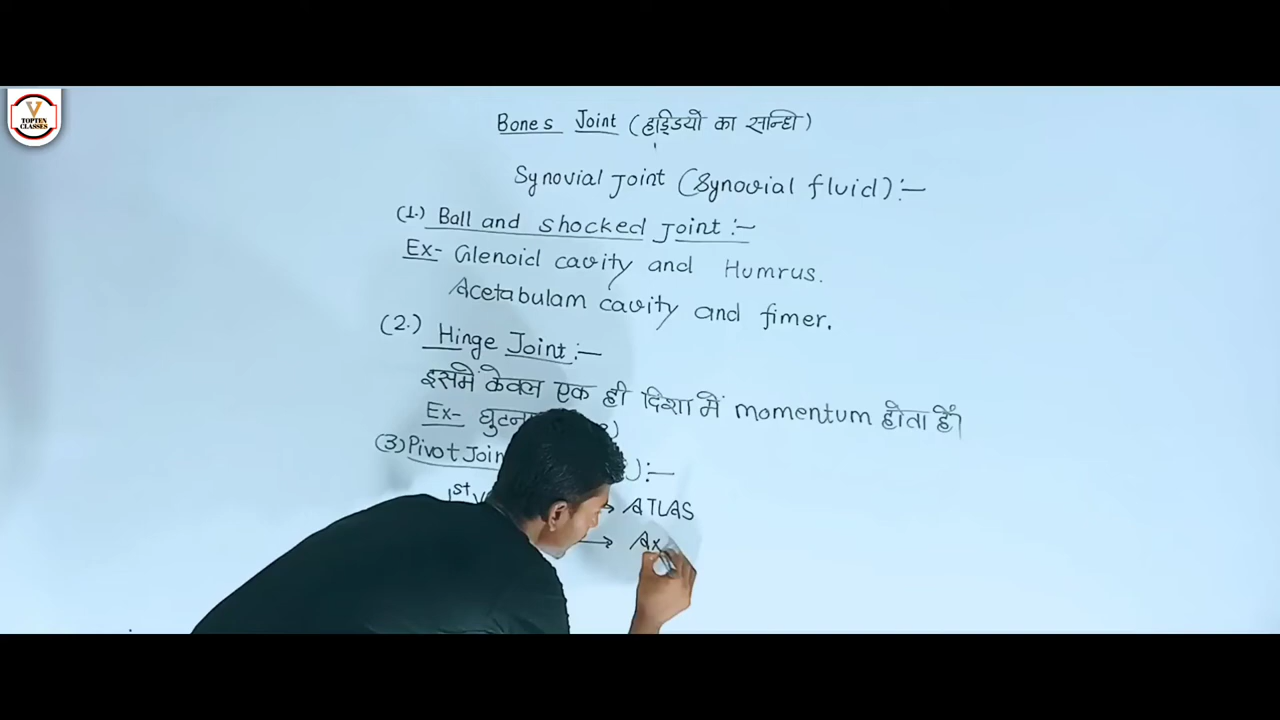 V
TOPTEN
CLASSES
Bones Joint (हड्डियो का सन्धि)
Synovial Joint (Synovial fluid) :—
(1.) Ball and shocked Joint :—
Ex- Glenoid cavity and Humrus.
Acetabulam cavity and fimer.
(2.) Hinge Joint :—
इसमें केवल एक ही दिशा में momentum होता हैं।
Ex- घुटना
(3) Pivot Join :—
1st → ATLAS
→ Ax